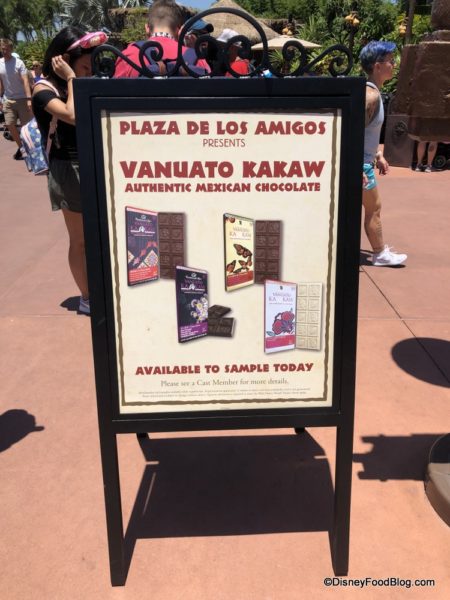 PLAZA DE LOS AMIGOS
PRESENTS
VANUATO KAKAW
AUTHENTIC MEXICAN CHOCOLATE
AVAILABLE TO SAMPLE TODAY
Please see a Cast Member for more details.
©DisneyFoodBlog.com